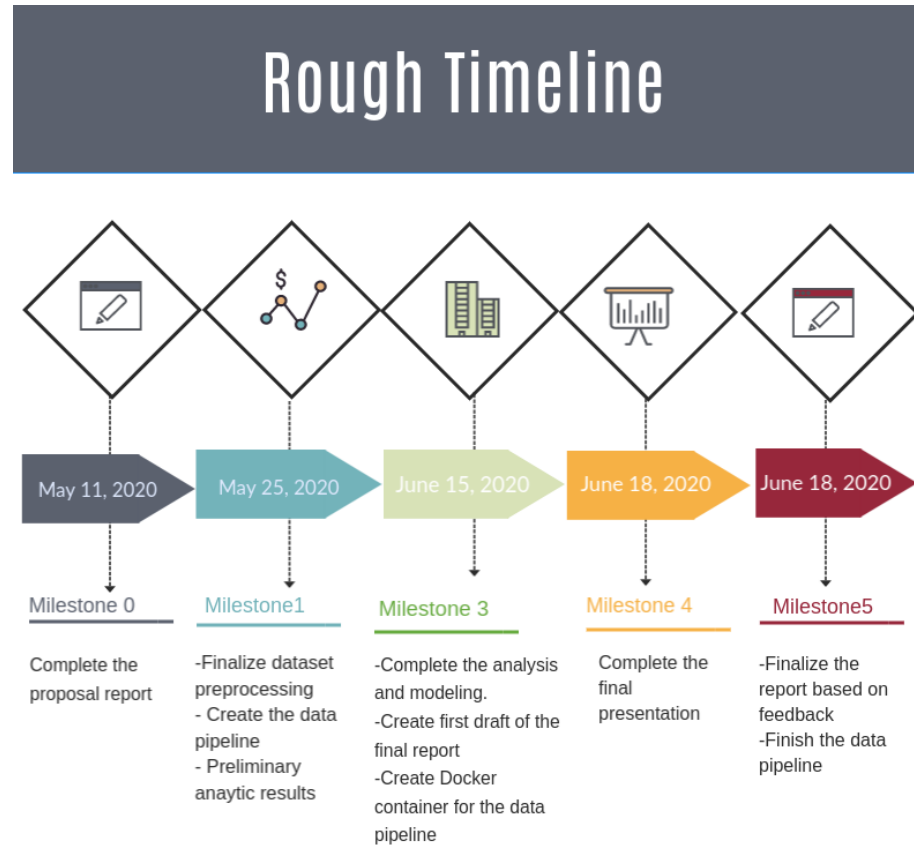 Rough Timeline
$
May 11, 2020
May 25, 2020
June 15, 2020
June 18, 2020
June 18, 2020
Milestone 0
Complete the
proposal report
Milestone1
-Finalize dataset
preprocessing
- Create the data
pipeline
- Preliminary
anaytic results
Milestone 3
-Complete the analysis
and modeling.
-Create first draft of the
final report
-Create Docker
container for the data
pipeline
Milestone 4
Complete the
final
presentation
Milestone5
-Finalize the
report based on
feedback
-Finish the data
pipeline